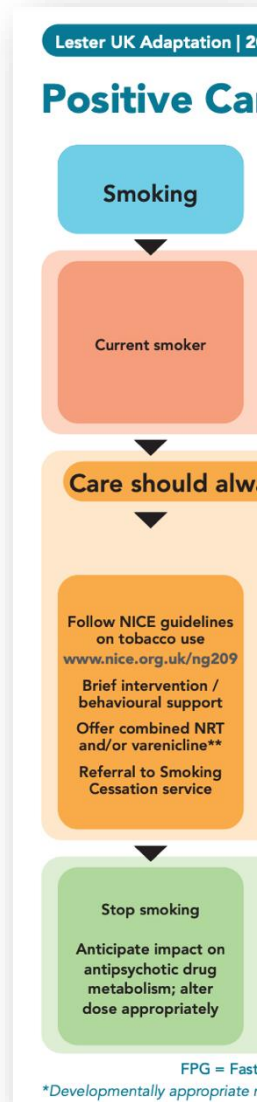 Lester UK Adaptation | 20
Positive Ca
Smoking
Current smoker
Care should alw
Follow NICE guidelines
on tobacco use
www.nice.org.uk/ng209
Brief intervention /
behavioural support
Offer combined NRT
and/or varenicline**
Referral to Smoking
Cessation service
Stop smoking
Anticipate impact on
antipsychotic drug
metabolism; alter
dose appropriately
FPG = Fast
*Developmentally appropriate